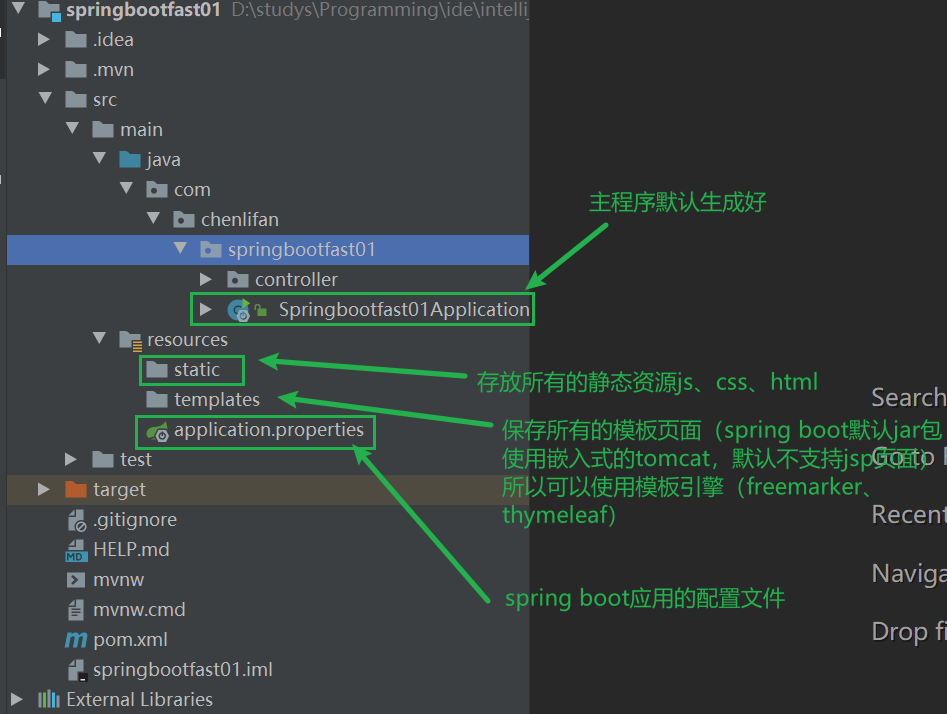 springbootfast01 D:\studys\Programming\ide\intellij
.idea
.mvn
src
main
java
com
chenlifan
springbootfast01
controller
Springbootfast01Application
resources
static
templates
application.properties
test
target
.gitignore
HELP.md
mvnw
mvnw.cmd
pom.xml
springbootfast01.iml
External Libraries
主程序默认生成好
存放所有的静态资源js、css、html
保存所有的模板页面（spring boot默认jar包
使用嵌入式的tomcat，默认不支持jsp页面）
所以可以使用模板引擎（freemarker、
thymeleaf）
spring boot应用的配置文件
Search
Go to
Recent
Naviga
Drop fi